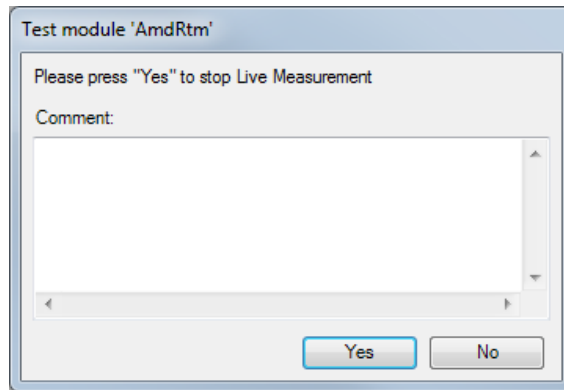 Test module 'AmdRtm'
Please press "Yes" to stop Live Measurement
Comment:
Yes No